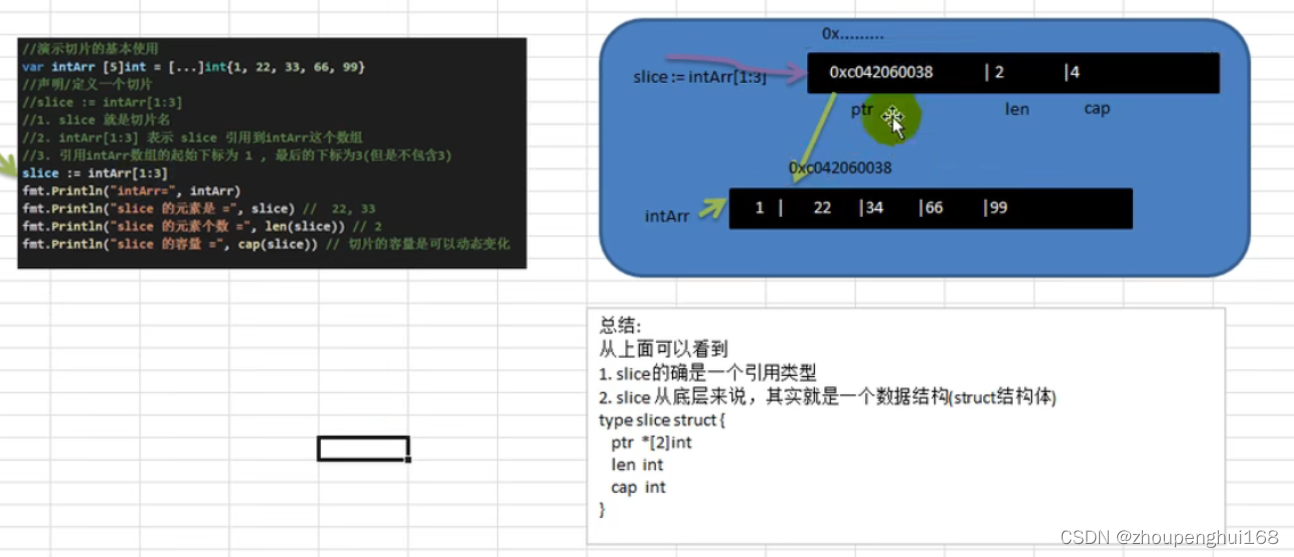 //演示切片的基本使用
var intArr [5]int = [...]int{1, 22, 33, 66, 99}
//声明/定义一个切片
//slice := intArr[1:3]
//1. slice 就是切片名
//2. intArr[1:3] 表示 slice 引用到intArr这个数组
//3. 引用intArr数组的起始下标为 1 , 最后的下标为3(但是不包含3)
slice := intArr[1:3]
fmt.Println("intArr=", intArr)
fmt.Println("slice 的元素是 =", slice) //  22, 33
fmt.Println("slice 的元素个数 =", len(slice)) // 2
fmt.Println("slice 的容量 =", cap(slice)) // 切片的容量是可以动态变化
0x.........
slice := intArr[1:3]
0xc042060038 | 2 |4
ptr len cap
0xc042060038
intArr
1 | 22 |34 |66 |99
总结:
从上面可以看到
1. slice的确是一个引用类型
2. slice 从底层来说，其实就是一个数据结构(struct结构体)
type slice struct {
ptr *[2]int
len int
cap int
}
CSDN @zhoupenghui168